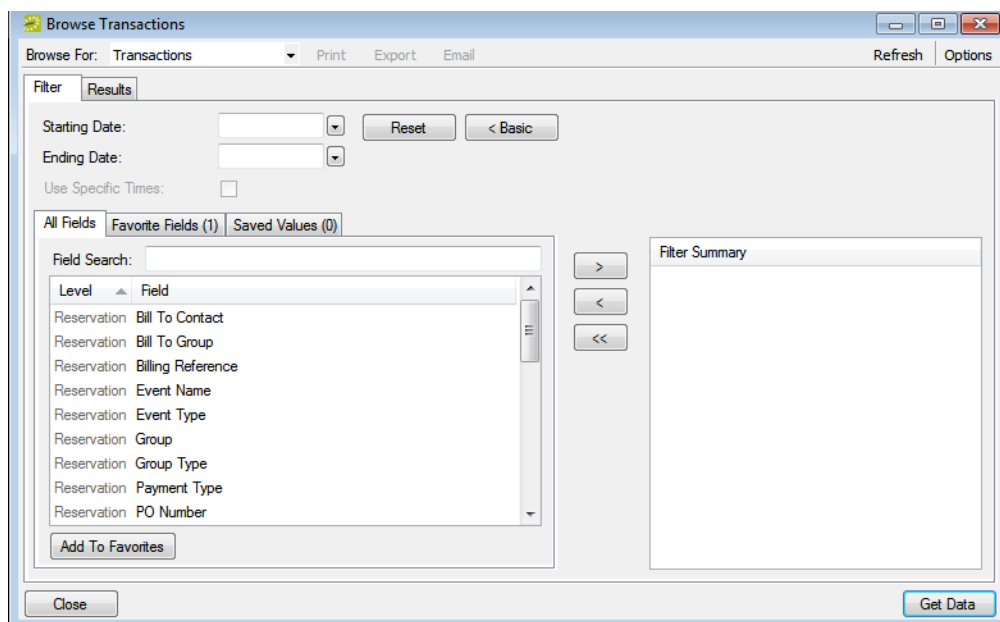 Browse Transactions
Browse For: Transactions Print Export Email Refresh Options
Filter Results
Starting Date: Reset < Basic
Ending Date:
Use Specific Times:
All Fields Favorite Fields (1) Saved Values (0)
Field Search:
Level Field
Reservation Bill To Contact
Reservation Bill To Group
Reservation Billing Reference
Reservation Event Name
Reservation Event Type
Reservation Group
Reservation Group Type
Reservation Payment Type
Reservation PO Number
Add To Favorites
>
<
<<
Filter Summary
Close Get Data